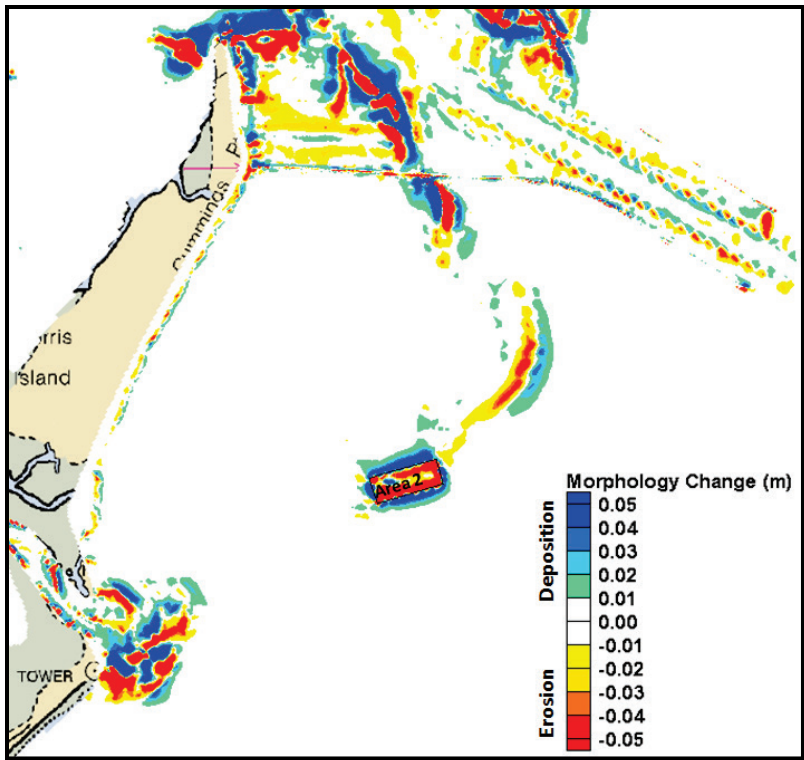 P
Cummings
rris
Island
Area 2
TOWER
Morphology Change (m)
Deposition
Erosion
0.05
0.04
0.03
0.02
0.01
0.00
-0.01
-0.02
-0.03
-0.04
-0.05